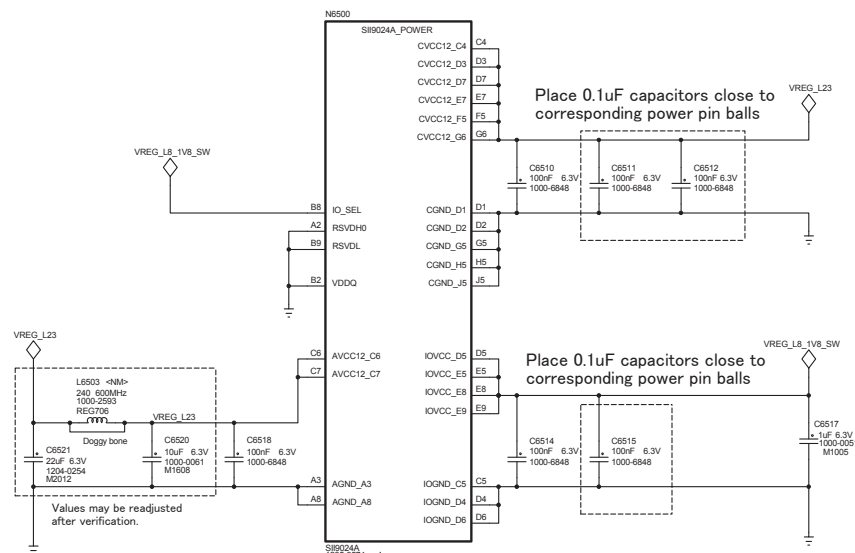 N6500
SII9024A_POWER
CVCC12_C4 C4
CVCC12_D3 D3
CVCC12_D7 D7
CVCC12_E7 E7
CVCC12_F5 F5
CVCC12_G6 G6
Place 0.1uF capacitors close to
corresponding power pin balls
VREG_L23
VREG_L8_1V8_SW
C6510
100nF 6.3V
1000-6848
C6511
100nF 6.3V
1000-6848
C6512
100nF 6.3V
1000-6848
B8 IO_SEL
A2 RSVDH0
B9 RSVDL
B2 VDDQ
CGND_D1 D1
CGND_D2 D2
CGND_G5 G5
CGND_H5 H5
CGND_J5 J5
VREG_L23
C6 AVCC12_C6
C7 AVCC12_C7
IOVCC_D5 D5
IOVCC_E5 E5
IOVCC_E8 E8
IOVCC_E9 E9
Place 0.1uF capacitors close to
corresponding power pin balls
VREG_L8_1V8_SW
L6503 <NM>
240 600MHz
1000-2593
REG706
VREG_L23
Doggy bone
C6521
22uF 6.3V
1204-0254
M2012
C6520
10uF 6.3V
1000-0061
M1608
C6518
100nF 6.3V
1000-6848
C6514
100nF 6.3V
1000-6848
C6515
100nF 6.3V
1000-6848
C6517
1uF 6.3V
1000-005
M1005
A3 AGND_A3
A8 AGND_A8
IOGND_C5 C5
IOGND_D4 D4
IOGND_D6 D6
Values may be readjusted
after verification.
SII9024A